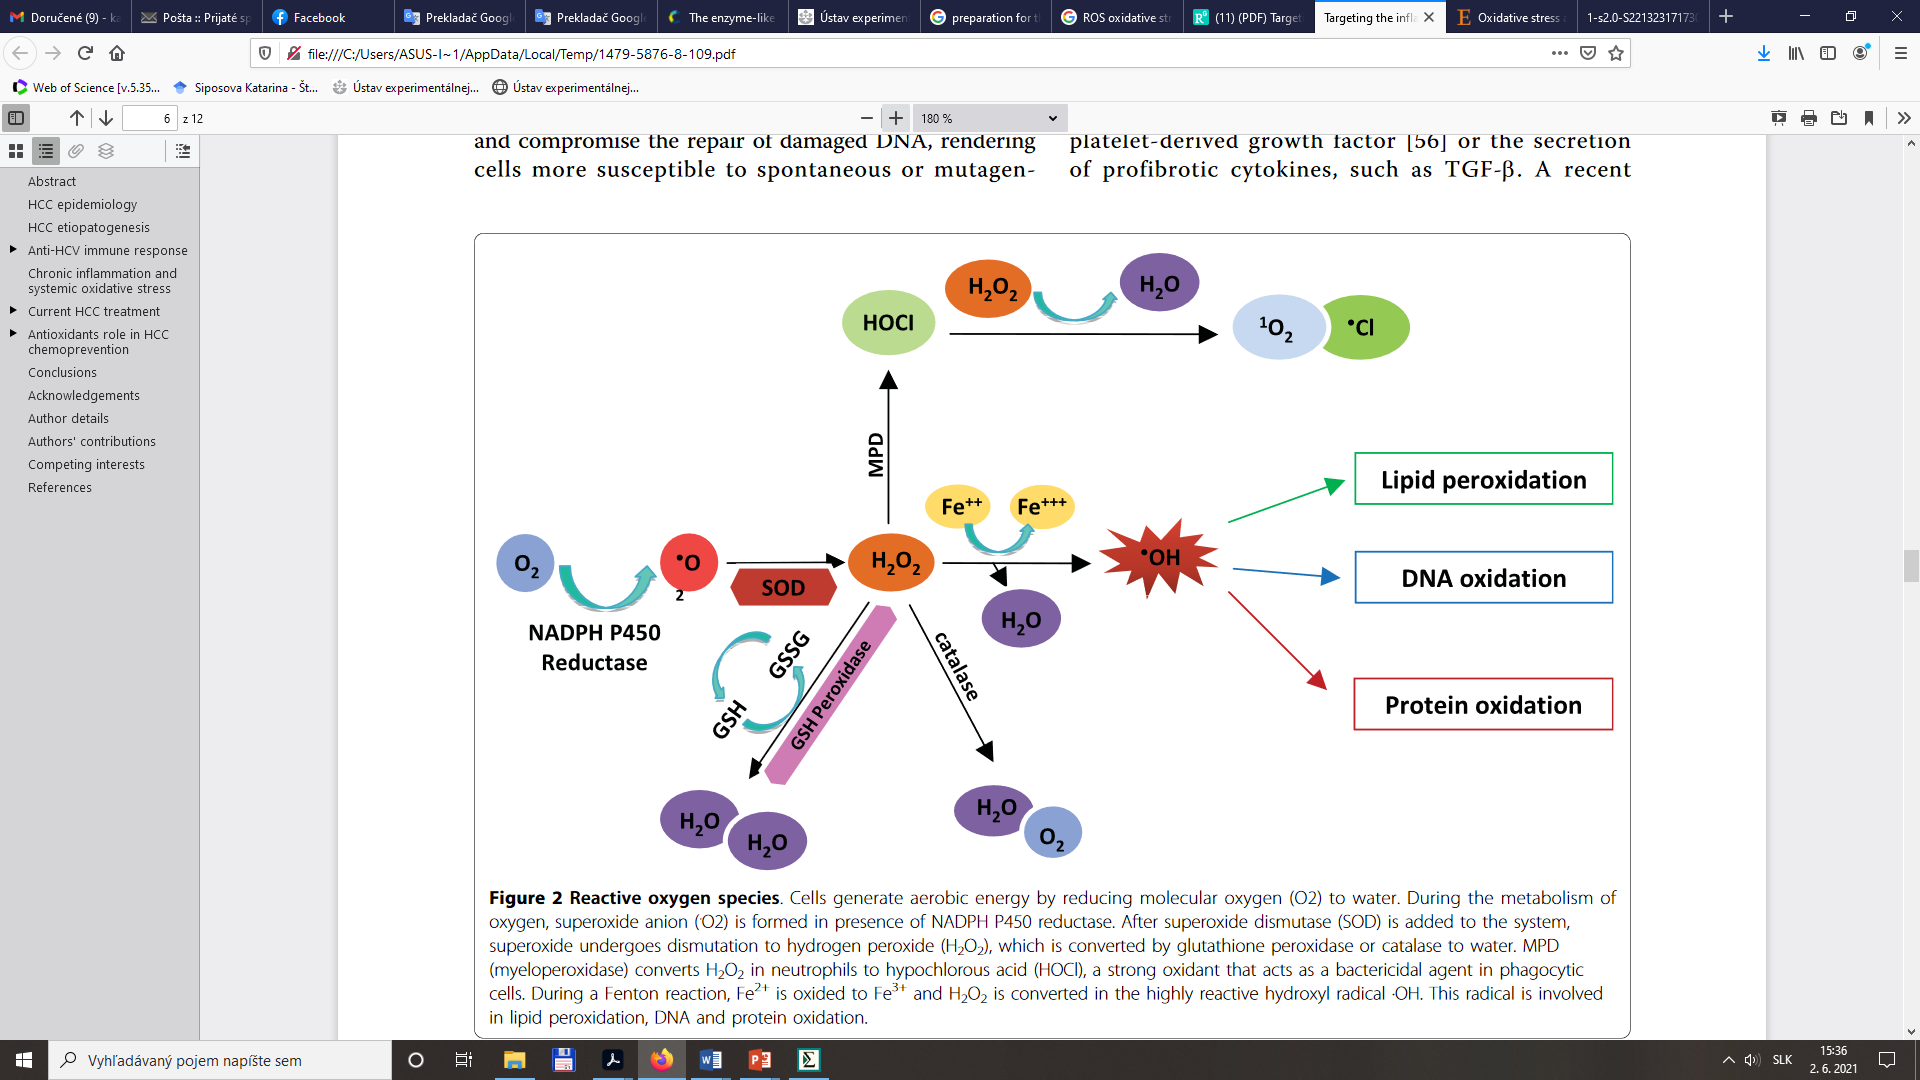 Doručené (9) - ka
Pošta :: Prijaté sp
Facebook
Prekladač Googl
Prekladač Google
The enzyme-like
Ústav experimen
preparation for t
ROS oxidative str
(11) (PDF) Target
Targeting the infla
Oxidative stress a
1-s2.0-S221323171730
file:///C:/Users/ASUS-I~1/AppData/Local/Temp/1479-5876-8-109.pdf
Web of Science [v.5.35...
Siposova Katarina - Št...
Ústav experimentálnej...
Ústav experimentálnej...
6 z 12
180 %
Abstract
HCC epidemiology
HCC etiopatogenesis
Anti-HCV immune response
Chronic inflammation and
systemic oxidative stress
Current HCC treatment
Antioxidants role in HCC
chemoprevention
Conclusions
Acknowledgements
Author details
Authors' contributions
Competing interests
References
and compromise the repair of damaged DNA, rendering
cells more susceptible to spontaneous or mutagen-
platelet-derived growth factor [56] or the secretion
of profibrotic cytokines, such as TGF-β. A recent
HOCl
H₂O₂
H₂O
¹O₂
•Cl
MPD
Fe⁺⁺
Fe⁺⁺⁺
O₂
•O
2
SOD
H₂O₂
H₂O
•OH
Lipid peroxidation
DNA oxidation
Protein oxidation
NADPH P450
Reductase
GSSG
GSH
GSH Peroxidase
catalase
H₂O
H₂O
H₂O
O₂
Figure 2 Reactive oxygen species. Cells generate aerobic energy by reducing molecular oxygen (O2) to water. During the metabolism of
oxygen, superoxide anion (·O2) is formed in presence of NADPH P450 reductase. After superoxide dismutase (SOD) is added to the system,
superoxide undergoes dismutation to hydrogen peroxide (H₂O₂), which is converted by glutathione peroxidase or catalase to water. MPD
(myeloperoxidase) converts H₂O₂ in neutrophils to hypochlorous acid (HOCl), a strong oxidant that acts as a bactericidal agent in phagocytic
cells. During a Fenton reaction, Fe²⁺ is oxided to Fe³⁺ and H₂O₂ is converted in the highly reactive hydroxyl radical ·OH. This radical is involved
in lipid peroxidation, DNA and protein oxidation.
Vyhľadávaný pojem napíšte sem
SLK
15:36
2. 6. 2021